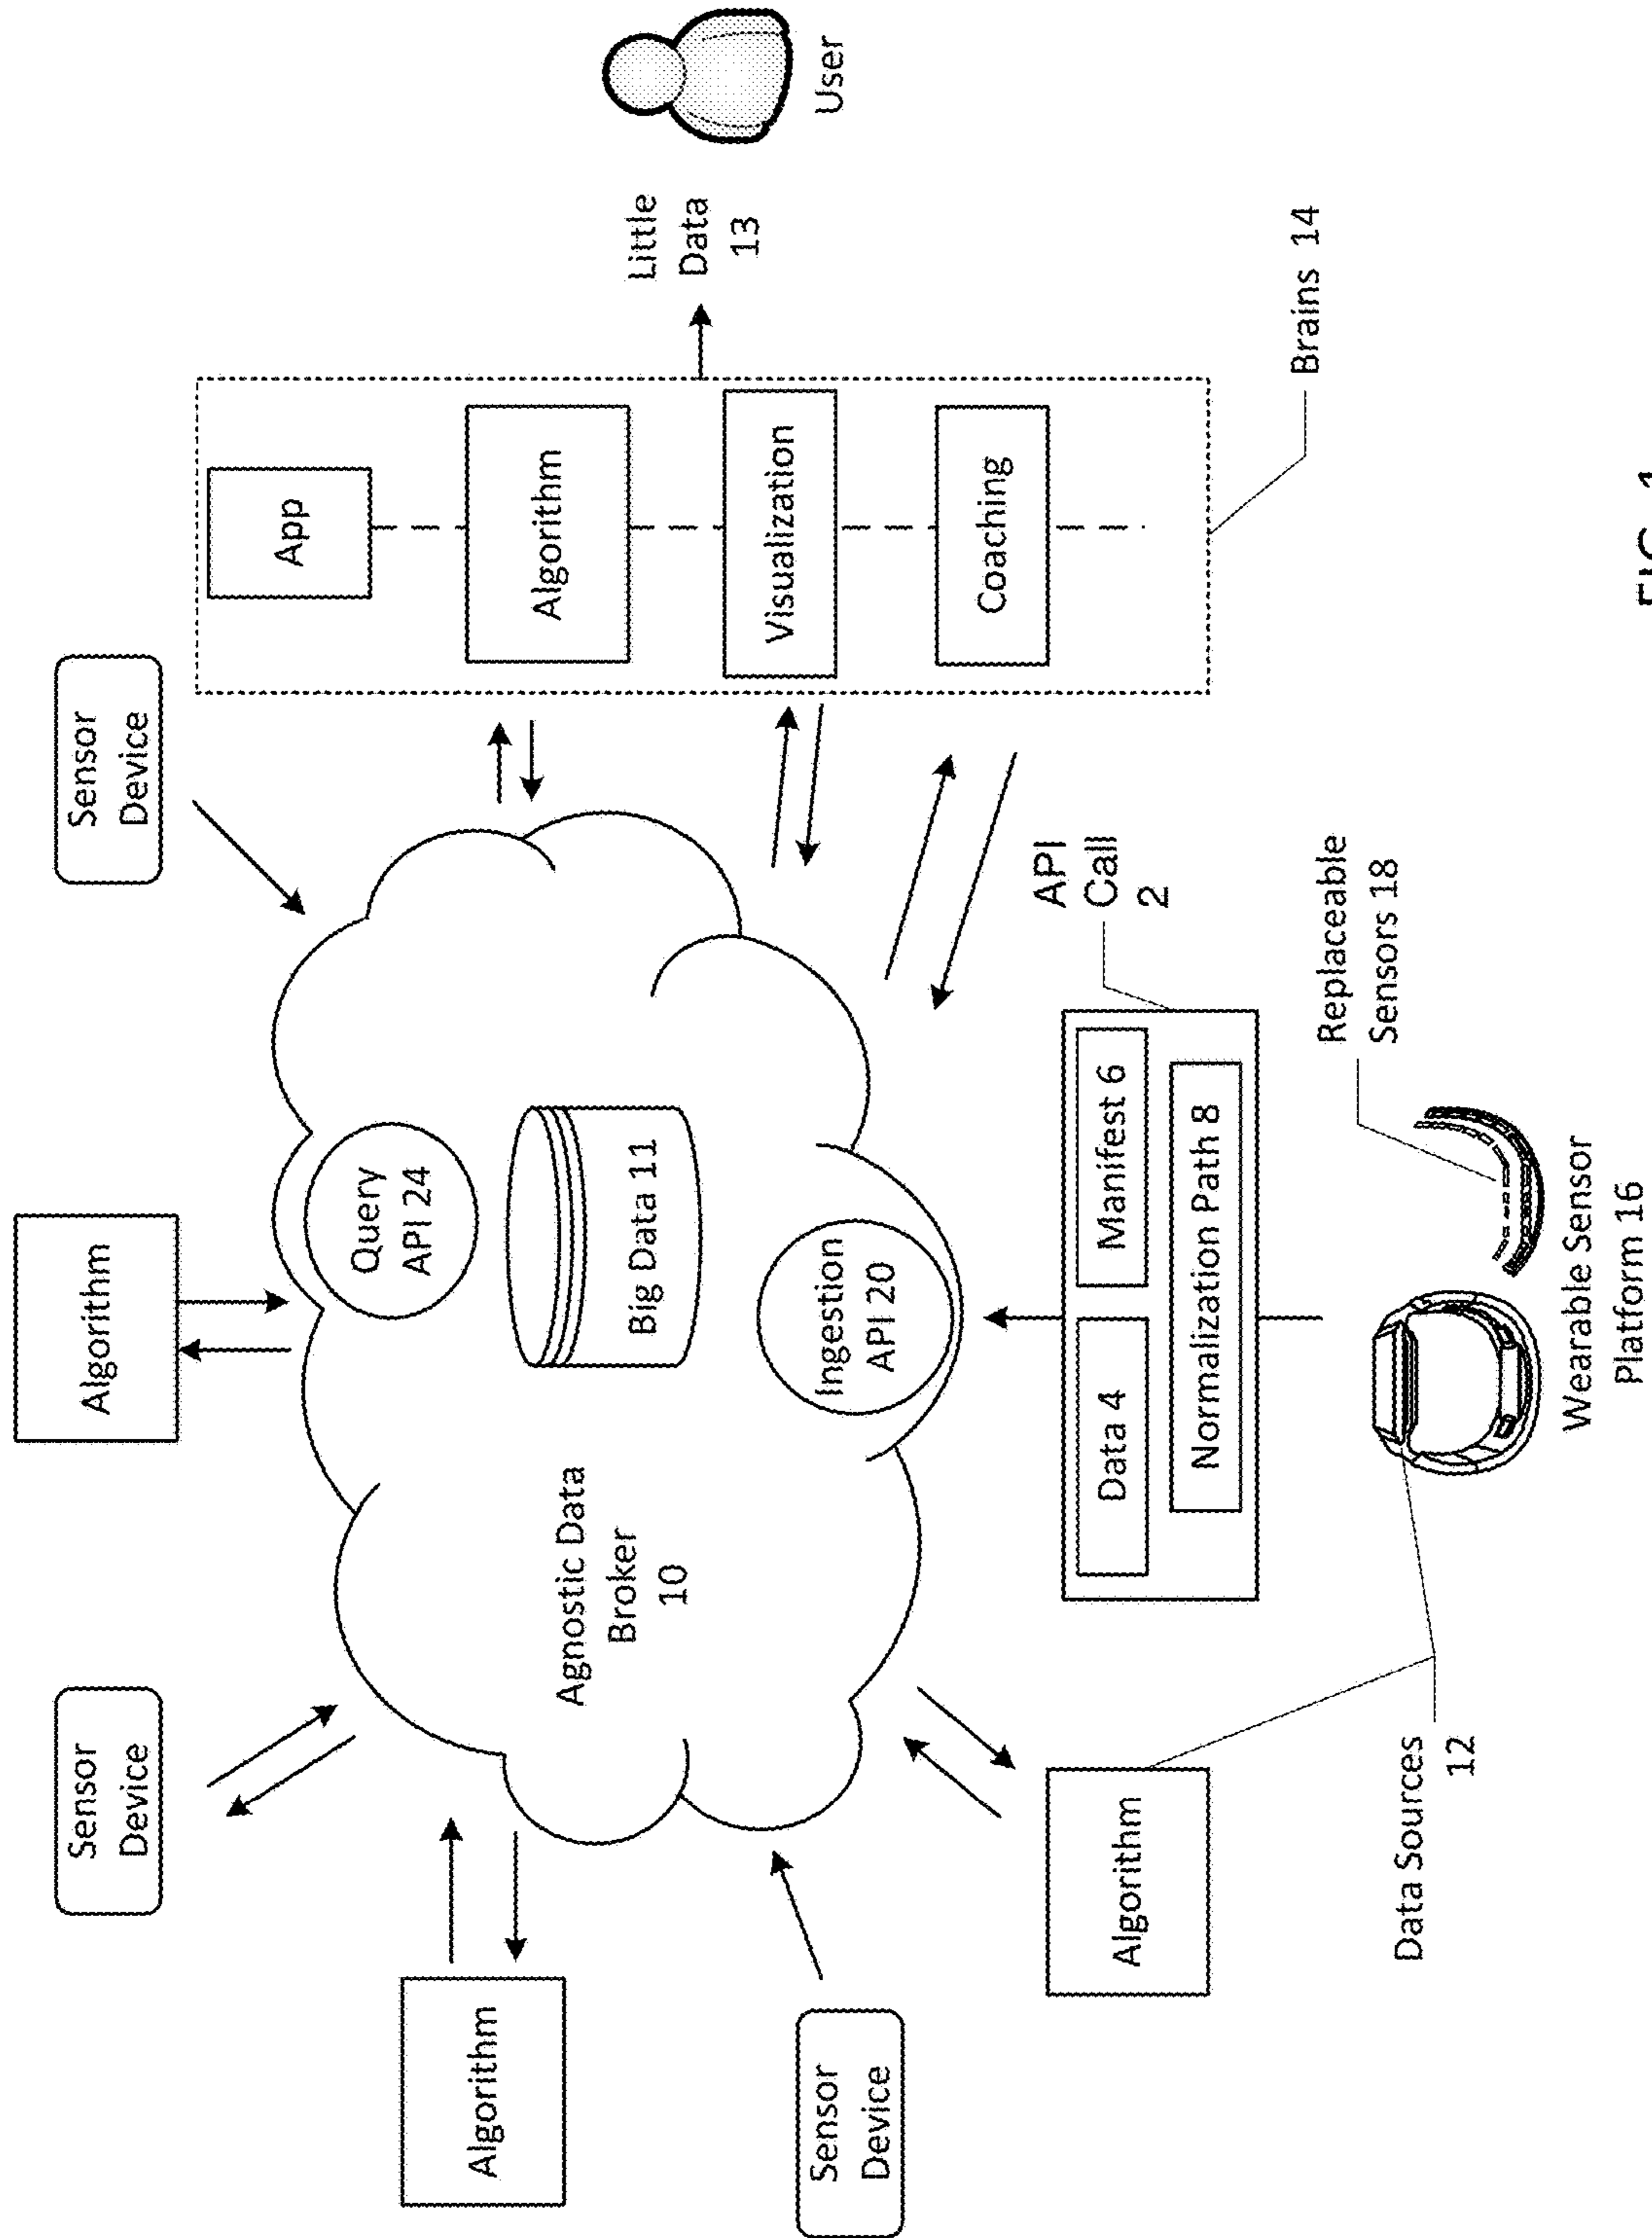 Sensor
Device
Algorithm
Sensor
Device
Algorithm
Sensor
Device
Algorithm
Data Sources
12
Agnostic Data
Broker
10
Query
API 24
Big Data 11
Ingestion
API 20
Data 4
Manifest 6
Normalization Path 8
API
Call
2
Replaceable
Sensors 18
Wearable Sensor
Platform 16
App
Algorithm
Visualization
Coaching
Brains 14
Little
Data
13
User